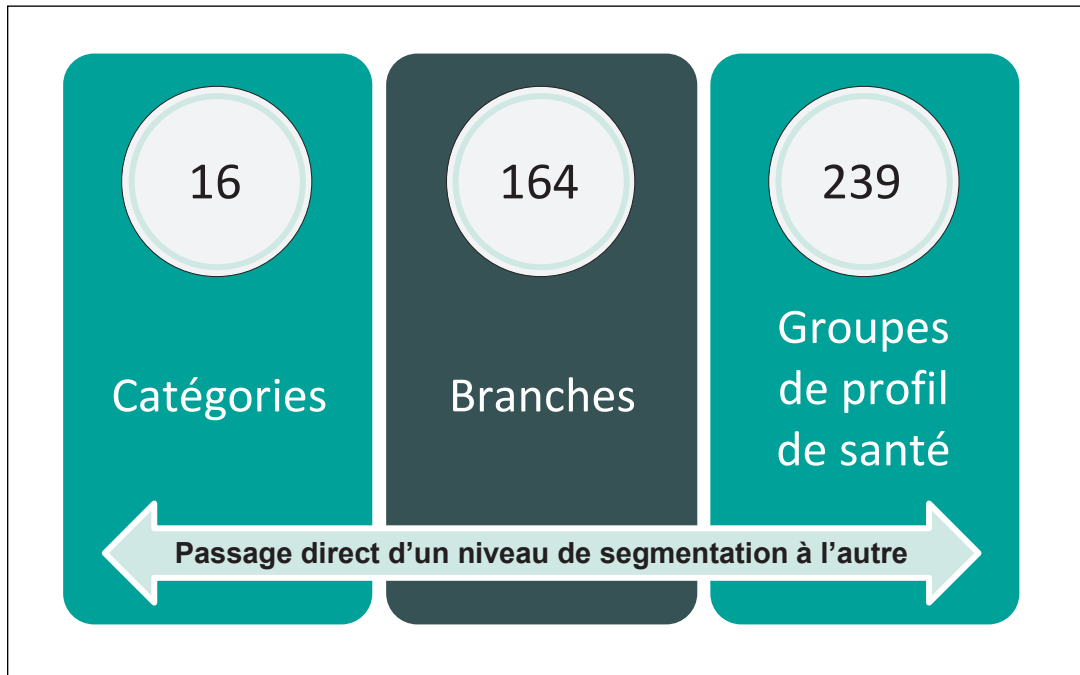 16
Catégories
164
Branches
239
Groupes
de profil
de santé
Passage direct d’un niveau de segmentation à l’autre